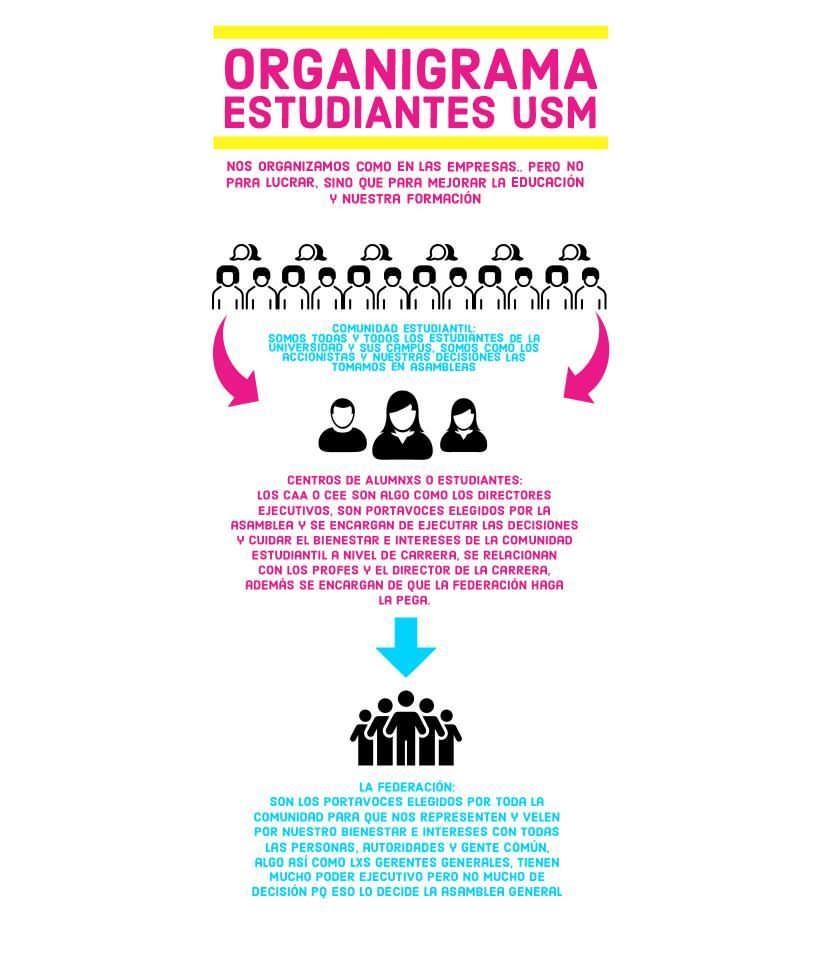 ORGANIGRAMA
ESTUDIANTES USM
NOS ORGANIZAMOS COMO EN LAS EMPRESAS.. PERO NO
PARA LUCRAR, SINO QUE PARA MEJORAR LA EDUCACIÓN
Y NUESTRA FORMACIÓN
COMUNIDAD ESTUDIANTIL:
SOMOS TODAS Y TODOS LOS ESTUDIANTES DE LA
UNIVERSIDAD Y SUS CAMPUS. SOMOS COMO LOS
ACCIONISTAS Y NUESTRAS DECISIONES LAS
TOMAMOS EN ASAMBLEAS
CENTROS DE ALUMNXS O ESTUDIANTES:
LOS CAA O CEE SON ALGO COMO LOS DIRECTORES
EJECUTIVOS, SON PORTAVOCES ELEGIDOS POR LA
ASAMBLEA Y SE ENCARGAN DE EJECUTAR LAS DECISIONES
Y CUIDAR EL BIENESTAR E INTERESES DE LA COMUNIDAD
ESTUDIANTIL A NIVEL DE CARRERA, SE RELACIONAN
CON LOS PROFES Y EL DIRECTOR DE LA CARRERA,
ADEMÁS SE ENCARGAN DE QUE LA FEDERACIÓN HAGA
LA PEGA.
LA FEDERACIÓN:
SON LOS PORTAVOCES ELEGIDOS POR TODA LA
COMUNIDAD PARA QUE NOS REPRESENTEN Y VELEN
POR NUESTRO BIENESTAR E INTERESES CON TODAS
LAS PERSONAS, AUTORIDADES Y GENTE COMÚN,
ALGO ASÍ COMO LXS GERENTES GENERALES, TIENEN
MUCHO PODER EJECUTIVO PERO NO MUCHO DE
DECISIÓN PQ ESO LO DECIDE LA ASAMBLEA GENERAL